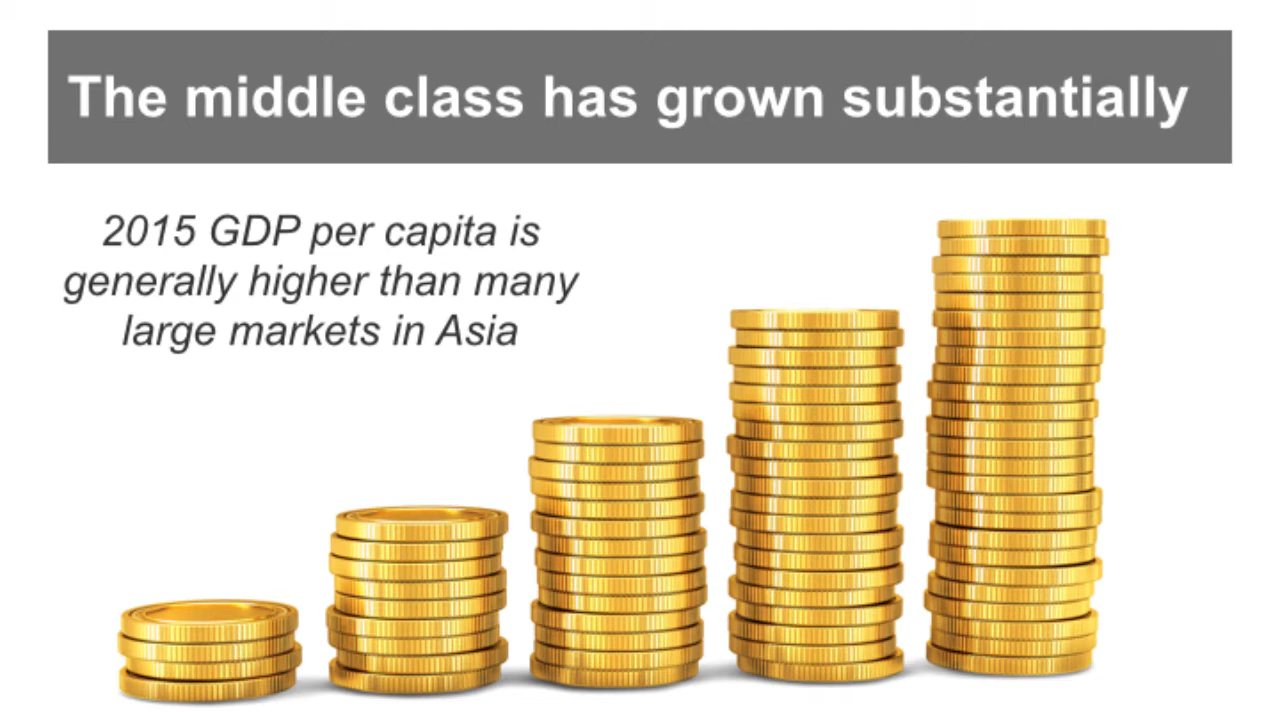 The middle class has grown substantially
2015 GDP per capita is
generally higher than many
large markets in Asia